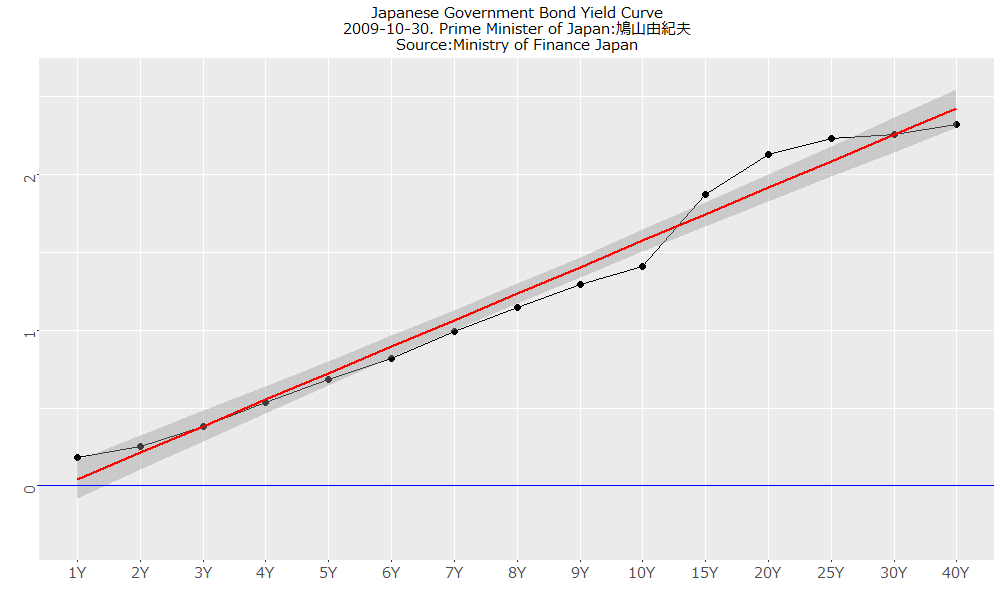 Japanese Government Bond Yield Curve
2009-10-30. Prime Minister of Japan:鳩山由紀夫
Source:Ministry of Finance Japan
2
1
0
1Y 2Y 3Y 4Y 5Y 6Y 7Y 8Y 9Y 10Y 15Y 20Y 25Y 30Y 40Y